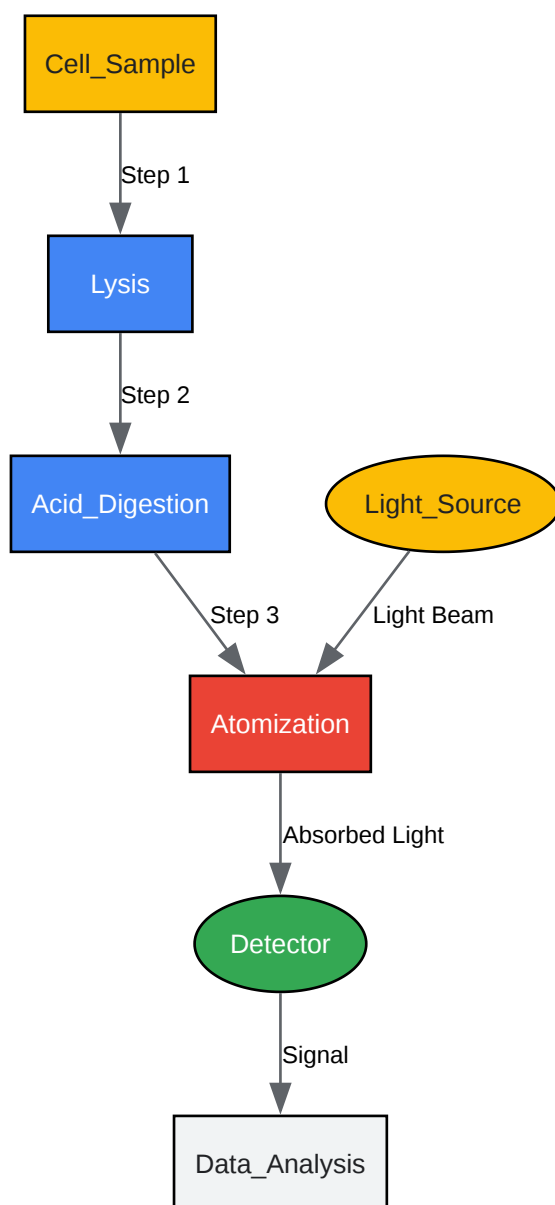 Cell_Sample
Step 1
Lysis
Step 2
Acid_Digestion
Light_Source
Step 3
Light Beam
Atomization
Absorbed Light
Detector
Signal
Data_Analysis